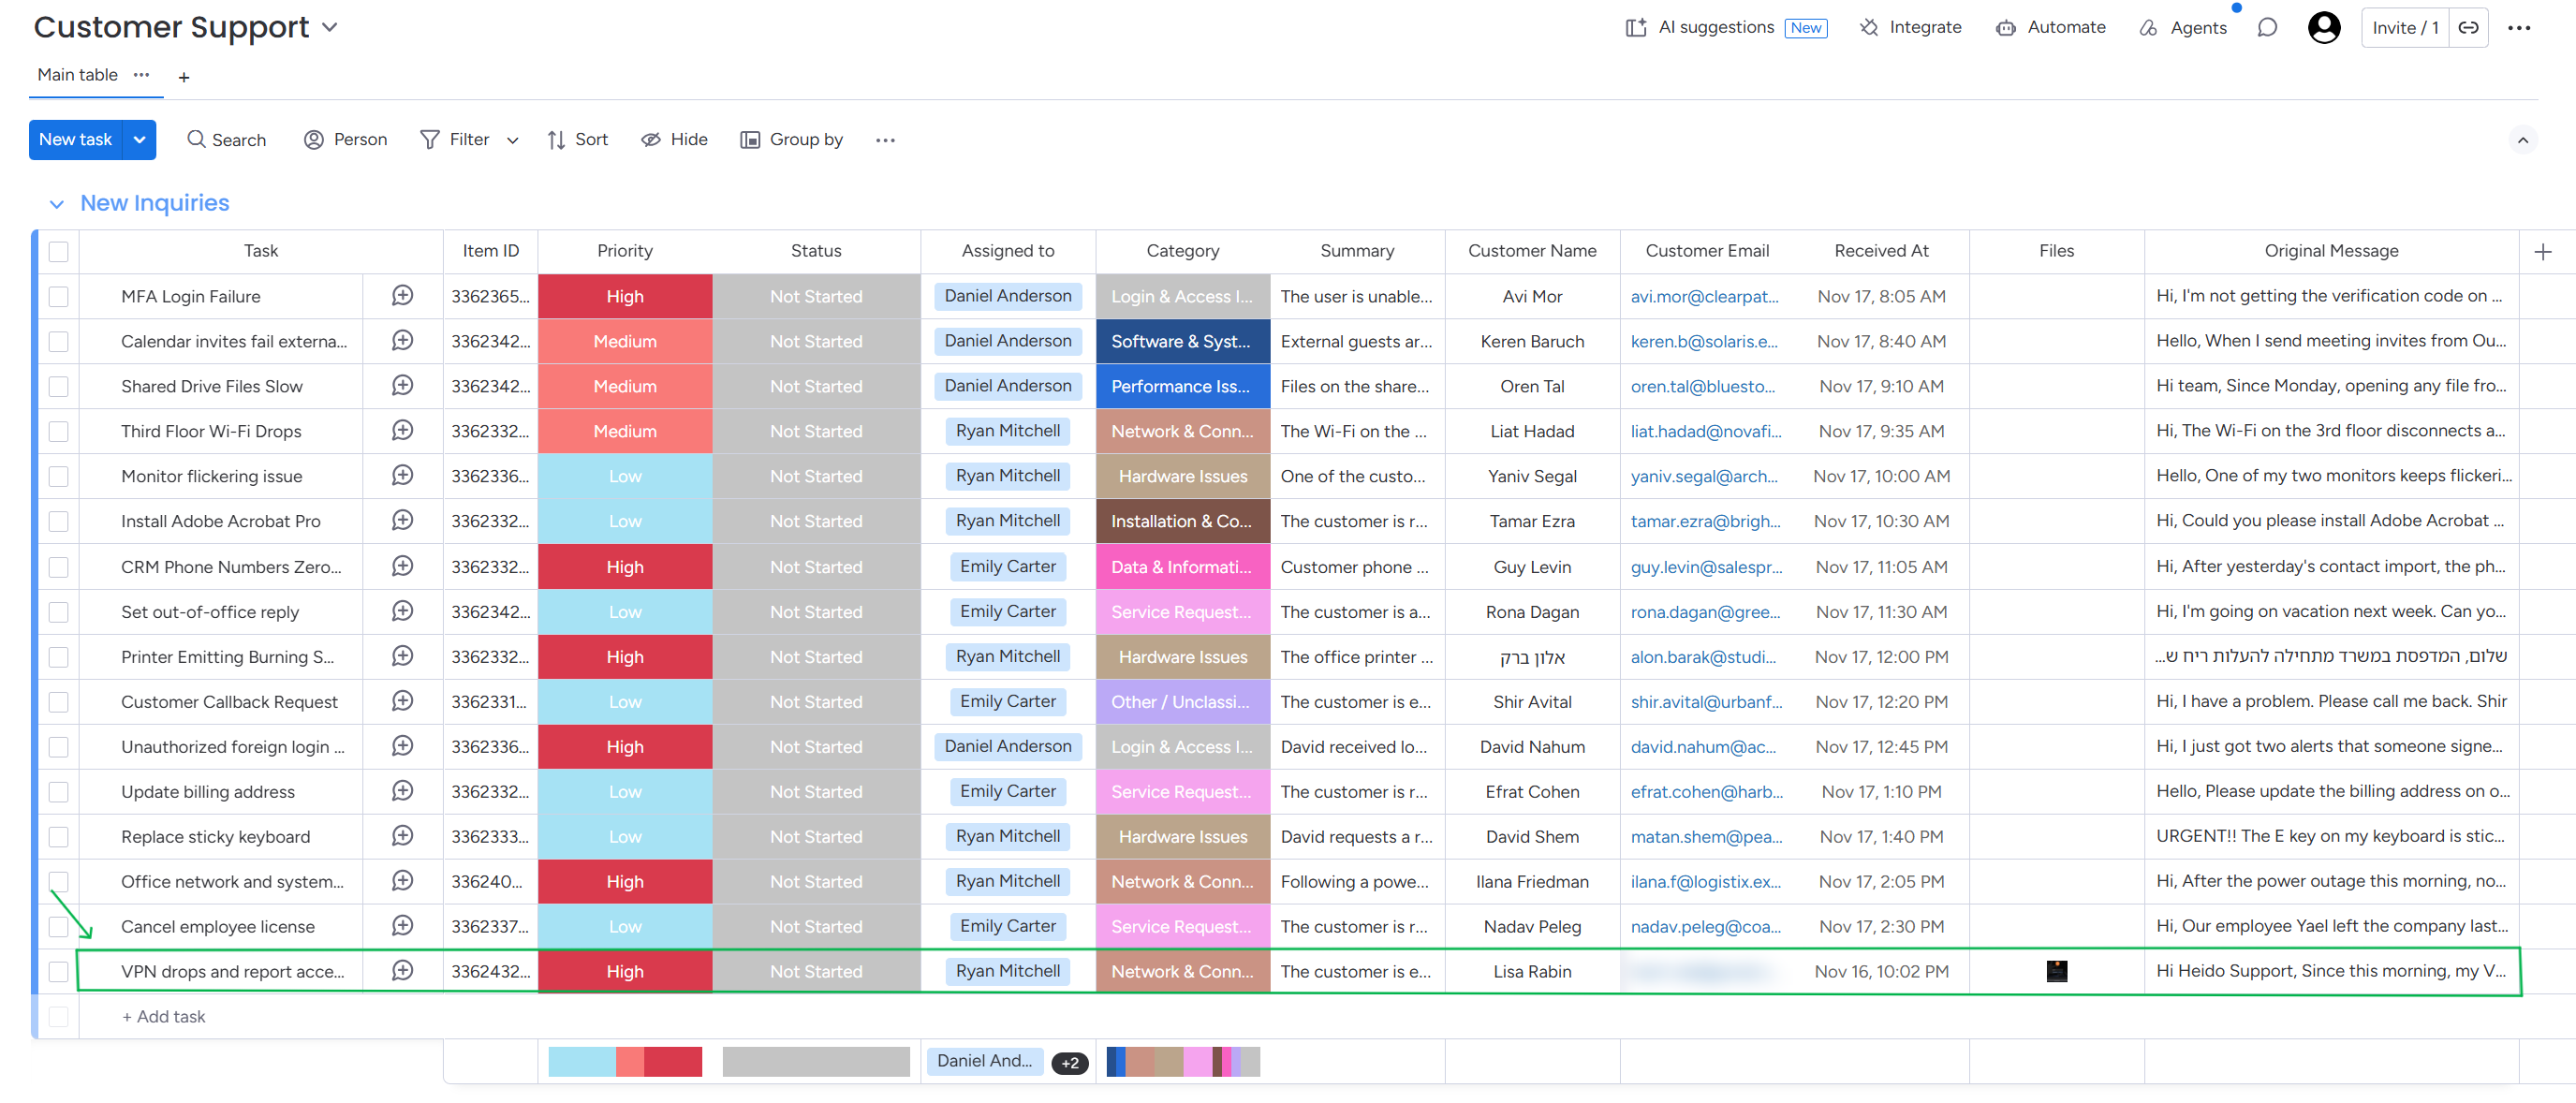 Customer Support
AI suggestions New Integrate Automate Agents Invite / 1
Main table
New task Search Person Filter Sort Hide Group by
New Inquiries
Task Item ID Priority Status Assigned to Category Summary Customer Name Customer Email Received At Files Original Message
MFA Login Failure 3362365... High Not Started Daniel Anderson Login & Access I... The user is unable... Avi Mor avi.mor@clearpat... Nov 17, 8:05 AM Hi, I'm not getting the verification code on ...
Calendar invites fail externa... 3362342... Medium Not Started Daniel Anderson Software & Syst... External guests ar... Keren Baruch keren.b@solaris.e... Nov 17, 8:40 AM Hello, When I send meeting invites from Ou...
Shared Drive Files Slow 3362342... Medium Not Started Daniel Anderson Performance Iss... Files on the share... Oren Tal oren.tal@bluesto... Nov 17, 9:10 AM Hi team, Since Monday, opening any file fro...
Third Floor Wi-Fi Drops 3362332... Medium Not Started Ryan Mitchell Network & Conn... The Wi-Fi on the ... Liat Hadad liat.hadad@novafi... Nov 17, 9:35 AM Hi, The Wi-Fi on the 3rd floor disconnects a...
Monitor flickering issue 3362336... Low Not Started Ryan Mitchell Hardware Issues One of the custo... Yaniv Segal yaniv.segal@arch... Nov 17, 10:00 AM Hello, One of my two monitors keeps flickeri...
Install Adobe Acrobat Pro 3362332... Low Not Started Ryan Mitchell Installation & Co... The customer is r... Tamar Ezra tamar.ezra@brigh... Nov 17, 10:30 AM Hi, Could you please install Adobe Acrobat ...
CRM Phone Numbers Zero... 3362332... High Not Started Emily Carter Data & Informati... Customer phone ... Guy Levin guy.levin@salespr... Nov 17, 11:05 AM Hi, After yesterday's contact import, the ph...
Set out-of-office reply 3362342... Low Not Started Emily Carter Service Request... The customer is a... Rona Dagan rona.dagan@gree... Nov 17, 11:30 AM Hi, I'm going on vacation next week. Can yo...
Printer Emitting Burning S... 3362332... High Not Started Ryan Mitchell Hardware Issues The office printer ... אלון ברק alon.barak@studi... Nov 17, 12:00 PM שלום, המדפסת במשרד מתחילה להעלות ריח ש...
Customer Callback Request 3362331... Low Not Started Emily Carter Other / Unclassi... The customer is e... Shir Avital shir.avital@urbanf... Nov 17, 12:20 PM Hi, I have a problem. Please call me back. Shir
Unauthorized foreign login ... 3362336... High Not Started Daniel Anderson Login & Access I... David received lo... David Nahum david.nahum@ac... Nov 17, 12:45 PM Hi, I just got two alerts that someone signe...
Update billing address 3362332... Low Not Started Emily Carter Service Request... The customer is r... Efrat Cohen efrat.cohen@harb... Nov 17, 1:10 PM Hello, Please update the billing address on o...
Replace sticky keyboard 3362333... Low Not Started Ryan Mitchell Hardware Issues David requests a r... David Shem matan.shem@pea... Nov 17, 1:40 PM URGENT!! The E key on my keyboard is stic...
Office network and system... 336240... High Not Started Ryan Mitchell Network & Conn... Following a powe... Ilana Friedman ilana.f@logistix.ex... Nov 17, 2:05 PM Hi, After the power outage this morning, no...
Cancel employee license 3362337... Low Not Started Emily Carter Service Request... The customer is r... Nadav Peleg nadav.peleg@coa... Nov 17, 2:30 PM Hi, Our employee Yael left the company last...
VPN drops and report acce... 3362432... High Not Started Ryan Mitchell Network & Conn... The customer is e... Lisa Rabin Nov 16, 10:02 PM Hi Heido Support, Since this morning, my V...
+ Add task
Daniel And... +2